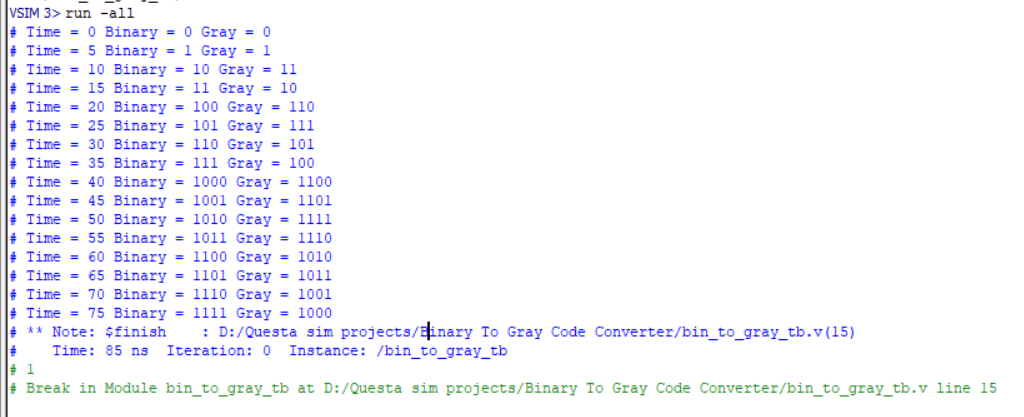 VSIM 3> run -all
# Time = 0 Binary = 0 Gray = 0
# Time = 5 Binary = 1 Gray = 1
# Time = 10 Binary = 10 Gray = 11
# Time = 15 Binary = 11 Gray = 10
# Time = 20 Binary = 100 Gray = 110
# Time = 25 Binary = 101 Gray = 111
# Time = 30 Binary = 110 Gray = 101
# Time = 35 Binary = 111 Gray = 100
# Time = 40 Binary = 1000 Gray = 1100
# Time = 45 Binary = 1001 Gray = 1101
# Time = 50 Binary = 1010 Gray = 1111
# Time = 55 Binary = 1011 Gray = 1110
# Time = 60 Binary = 1100 Gray = 1010
# Time = 65 Binary = 1101 Gray = 1011
# Time = 70 Binary = 1110 Gray = 1001
# Time = 75 Binary = 1111 Gray = 1000
# ** Note: $finish    : D:/Questa sim projects/Binary To Gray Code Converter/bin_to_gray_tb.v(15)
#    Time: 85 ns  Iteration: 0  Instance: /bin_to_gray_tb
# 1
# Break in Module bin_to_gray_tb at D:/Questa sim projects/Binary To Gray Code Converter/bin_to_gray_tb.v line 15